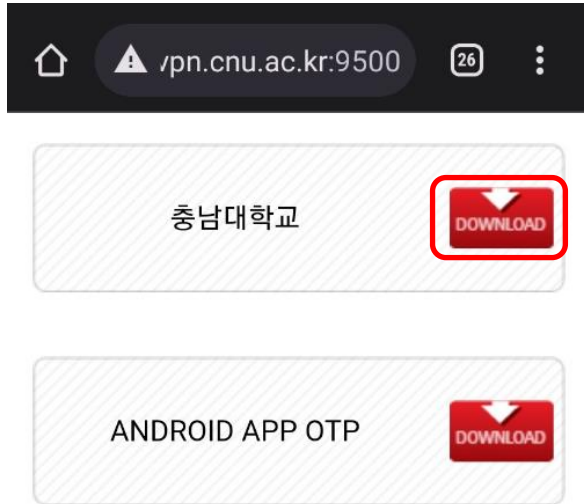 vpn.cnu.ac.kr:9500
26
충남대학교
DOWNLOAD
ANDROID APP OTP
DOWNLOAD